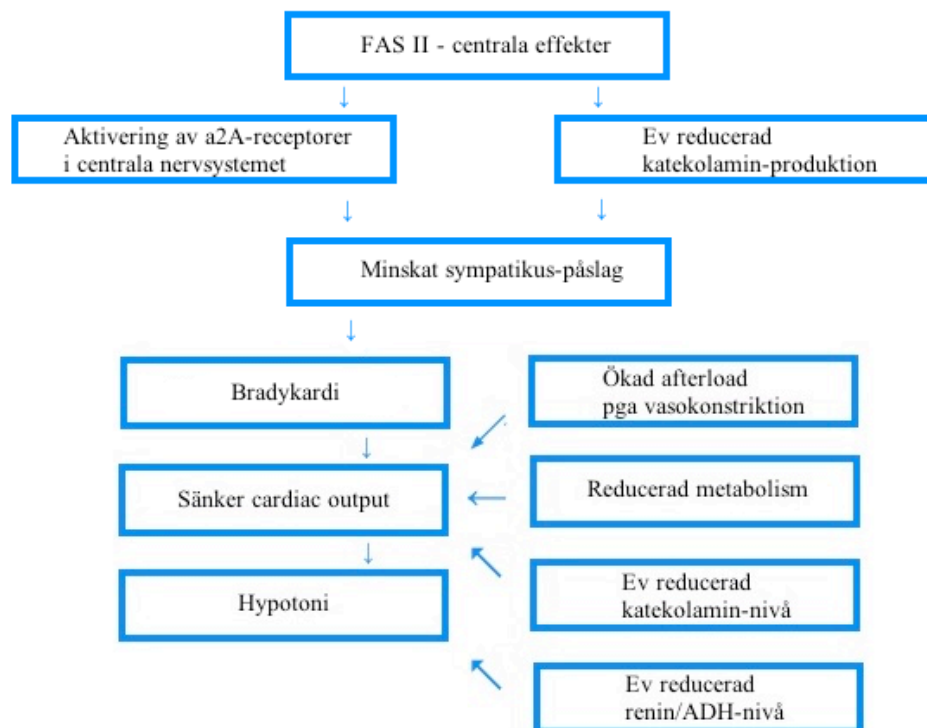 FAS II - centrala effekter
↓
↓
Aktivering av a2A-receptorer
i centrala nervsystemet
Ev reducerad
katekolamin-produktion
↓
↓
Minskat sympatikus-påslag
↓
Bradykardi
Ökad afterload
pga vasokonstriktion
↓
Sänker cardiac output
Reducerad metabolism
↓
Hypotoni
Ev reducerad
katekolamin-nivå
Ev reducerad
renin/ADH-nivå